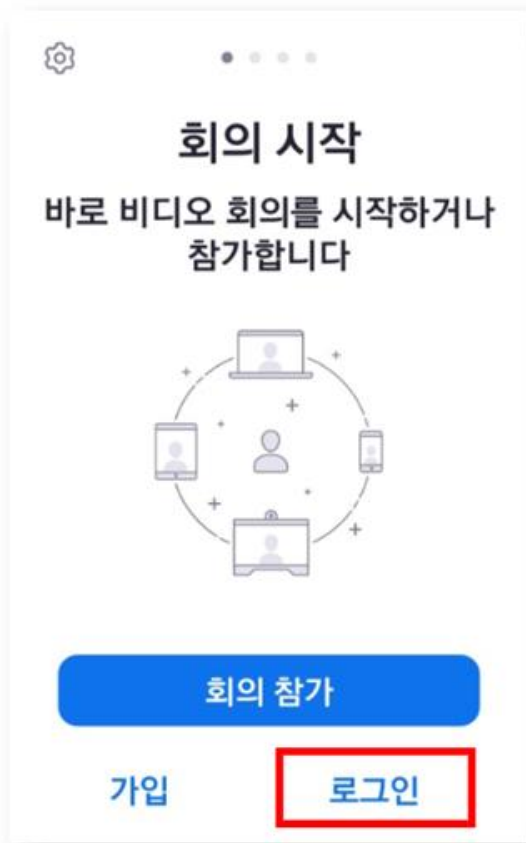 회의 시작
바로 비디오 회의를 시작하거나
참가합니다
회의 참가
가입
로그인